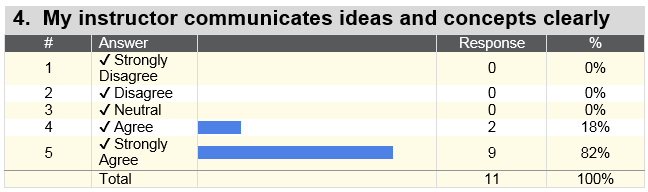 4. My instructor communicates ideas and concepts clearly
# Answer Response %
1 ✓ Strongly Disagree 0 0%
2 ✓ Disagree 0 0%
3 ✓ Neutral 0 0%
4 ✓ Agree 2 18%
5 ✓ Strongly Agree 9 82%
Total 11 100%